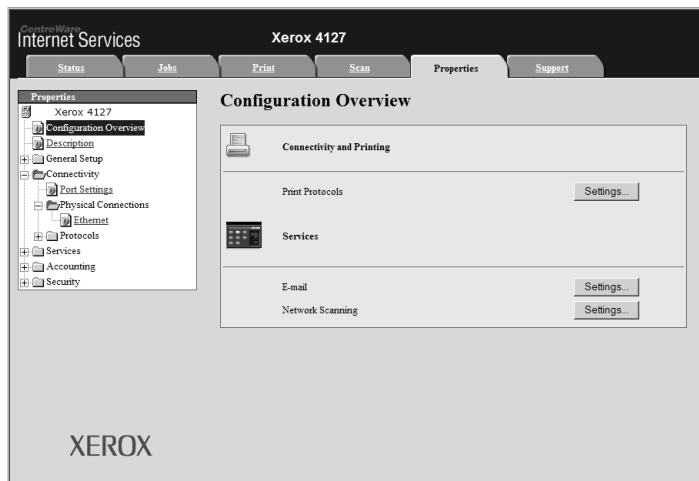 CentreWare
Internet Services
Xerox 4127
Status
Jobs
Print
Scan
Properties
Support
Properties
Xerox 4127
Configuration Overview
Description
General Setup
Connectivity
Port Settings
Physical Connections
Ethernet
Protocols
Services
Accounting
Security
Configuration Overview
Connectivity and Printing
Print Protocols
Settings...
Services
E-mail
Settings...
Network Scanning
Settings...
XEROX